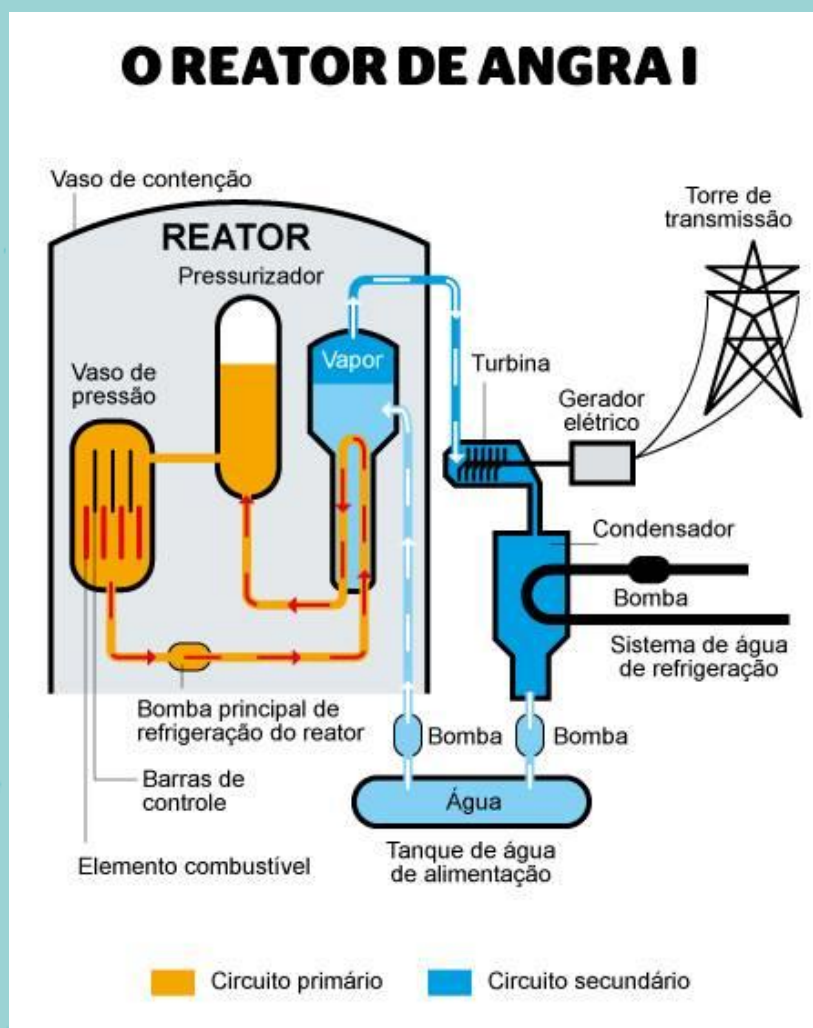 O REATOR DE ANGRA I
Vaso de contenção
REATOR
Pressurizador
Vaso de
pressão
Vapor
Turbina
Gerador
elétrico
Torre de
transmissão
Condensador
Bomba
Sistema de água
de refrigeração
Bomba principal de
refrigeração do reator
Bomba
Bomba
Barras de
controle
Elemento combustível
Água
Tanque de água
de alimentação
Circuito primário
Circuito secundário